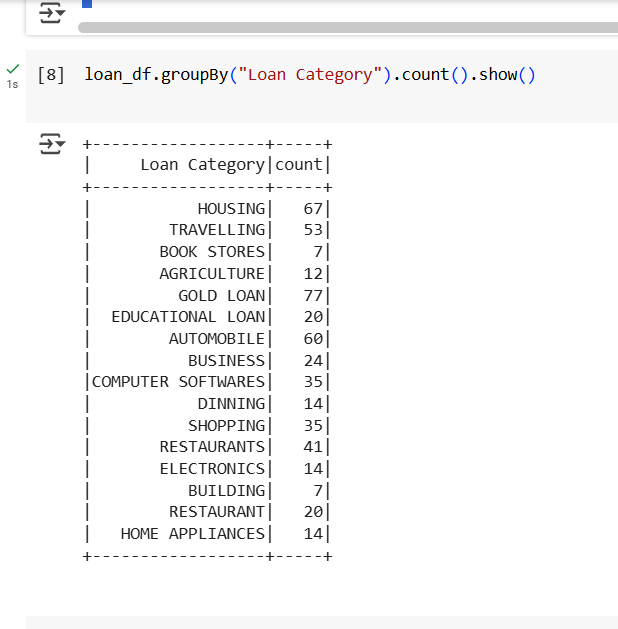 [8] loan_df.groupBy("Loan Category").count().show()
1s
+------------------+-----+
|     Loan Category|count|
+------------------+-----+
|           HOUSING|   67|
|        TRAVELLING|   53|
|       BOOK STORES|    7|
|       AGRICULTURE|   12|
|         GOLD LOAN|   77|
|  EDUCATIONAL LOAN|   20|
|        AUTOMOBILE|   60|
|          BUSINESS|   24|
|COMPUTER SOFTWARES|   35|
|           DINNING|   14|
|          SHOPPING|   35|
|       RESTAURANTS|   41|
|       ELECTRONICS|   14|
|          BUILDING|    7|
|        RESTAURANT|   20|
|   HOME APPLIANCES|   14|
+------------------+-----+